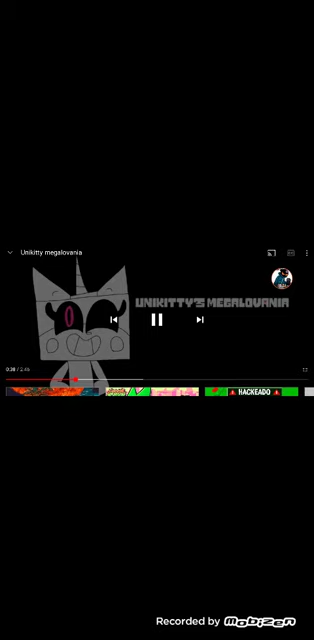 Unikitty megalovania
UNIKITTY'S MEGALOVANIA
0:38 / 2:46
HACKEADO
Recorded by Mobizen